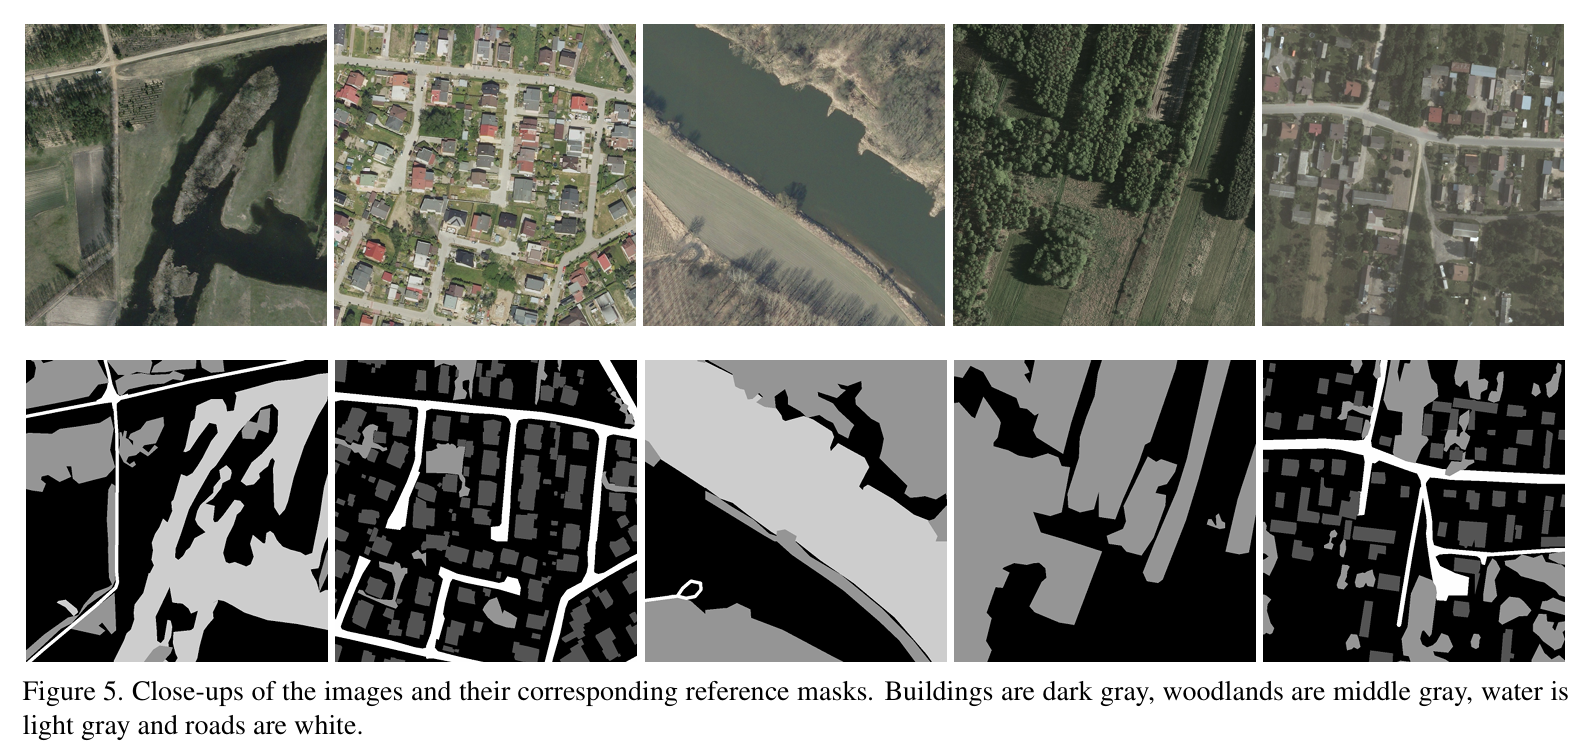 Figure 5. Close-ups of the images and their corresponding reference masks. Buildings are dark gray, woodlands are middle gray, water is
light gray and roads are white.